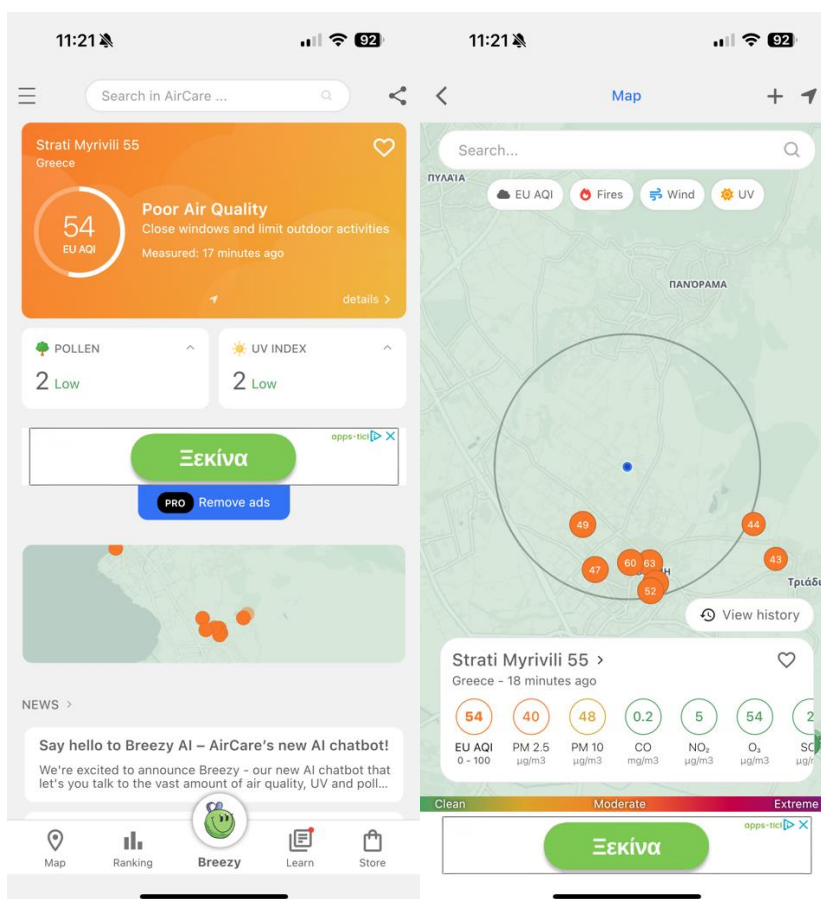 11:21
92
Search in AirCare ...
Strati Myrivili 55
Greece
54
EU AQI
Poor Air Quality
Close windows and limit outdoor activities
Measured: 17 minutes ago
details >
POLLEN
2 Low
UV INDEX
2 Low
apps-ticl
Ξεκίνα
PRO Remove ads
NEWS >
Say hello to Breezy AI – AirCare's new AI chatbot!
We're excited to announce Breezy - our new AI chatbot that
let's you talk to the vast amount of air quality, UV and poll...
Map
Ranking
Breezy
Learn
Store
11:21
92
Map
Search...
ΠΥΛΑΊΑ
EU AQI
Fires
Wind
UV
ΠΑΝΌΡΑΜΑ
49
44
47
60
63
43
52
View history
Strati Myrivili 55 >
Greece - 18 minutes ago
54
40
48
0.2
5
54
2
EU AQI
PM 2.5
PM 10
CO
NO₂
O₃
0 - 100
µg/m3
µg/m3
mg/m3
µg/m3
µg/m3
Clean
Moderate
Extreme
apps-ticl
Ξεκίνα